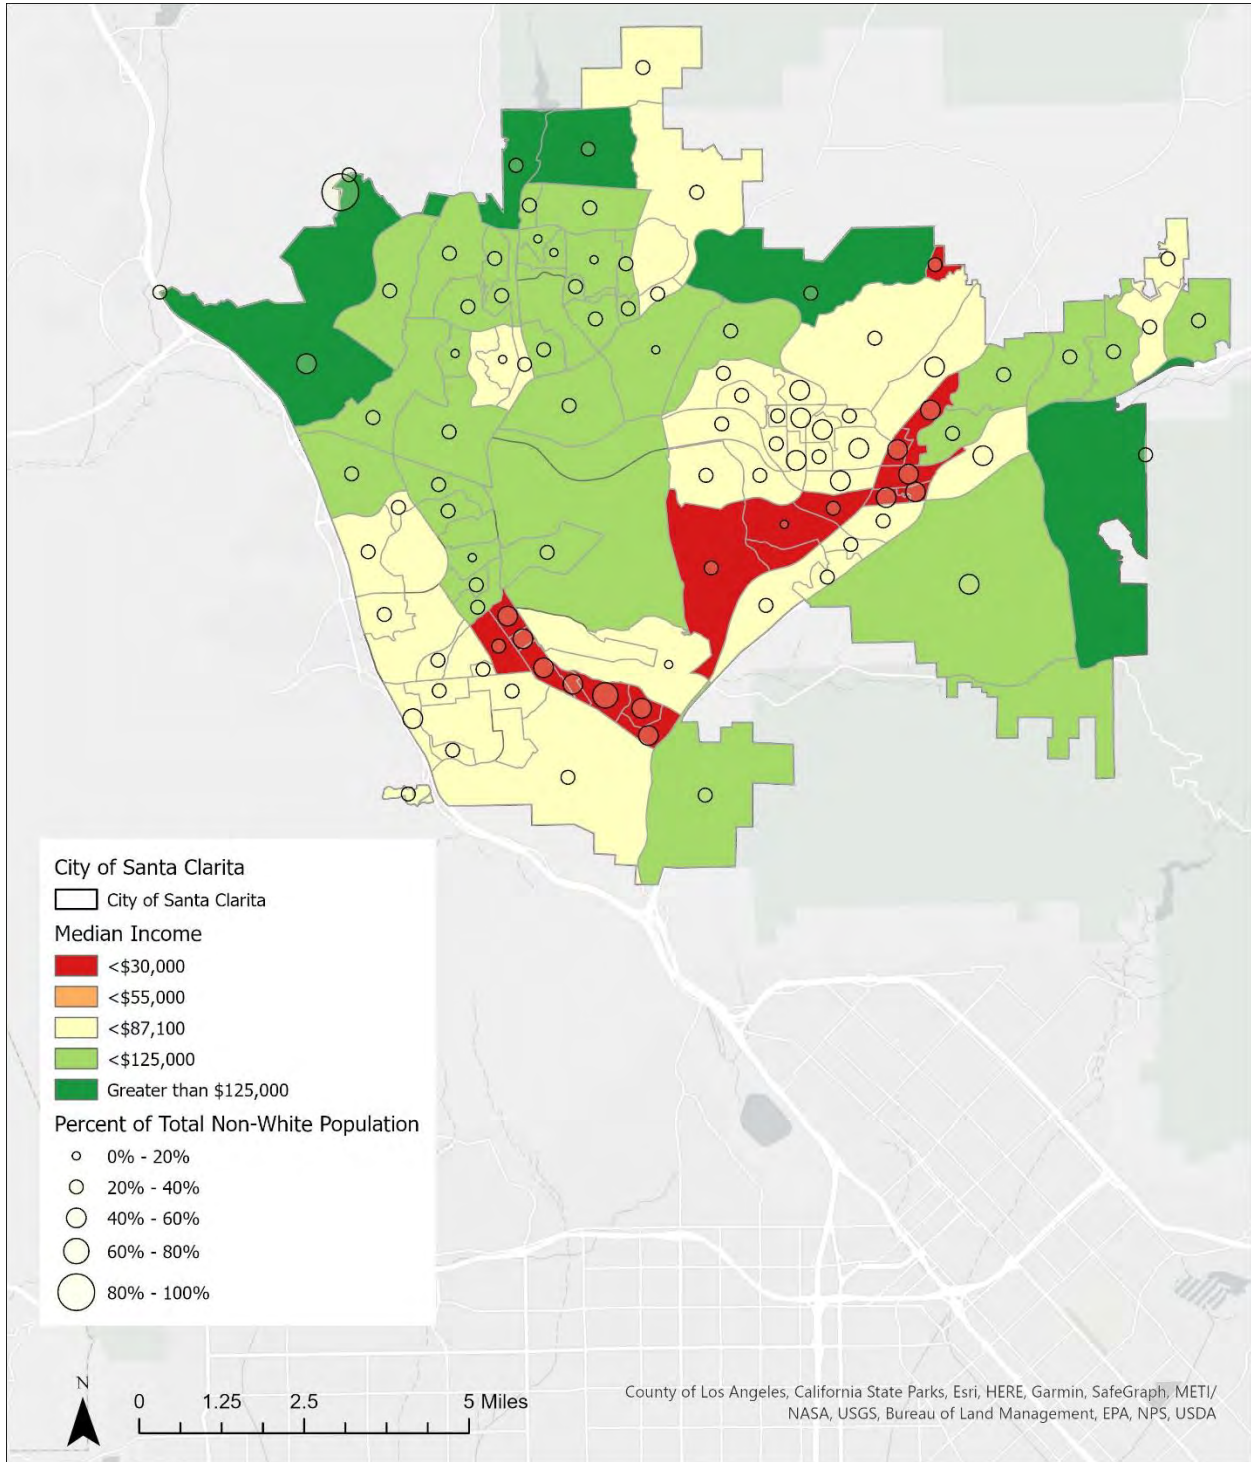 City of Santa Clarita
City of Santa Clarita
Median Income
<$30,000
<$55,000
<$87,100
<$125,000
Greater than $125,000
Percent of Total Non-White Population
0% - 20%
20% - 40%
40% - 60%
60% - 80%
80% - 100%
N
0 1.25 2.5 5 Miles
County of Los Angeles, California State Parks, Esri, HERE, Garmin, SafeGraph, METI/
NASA, USGS, Bureau of Land Management, EPA, NPS, USDA